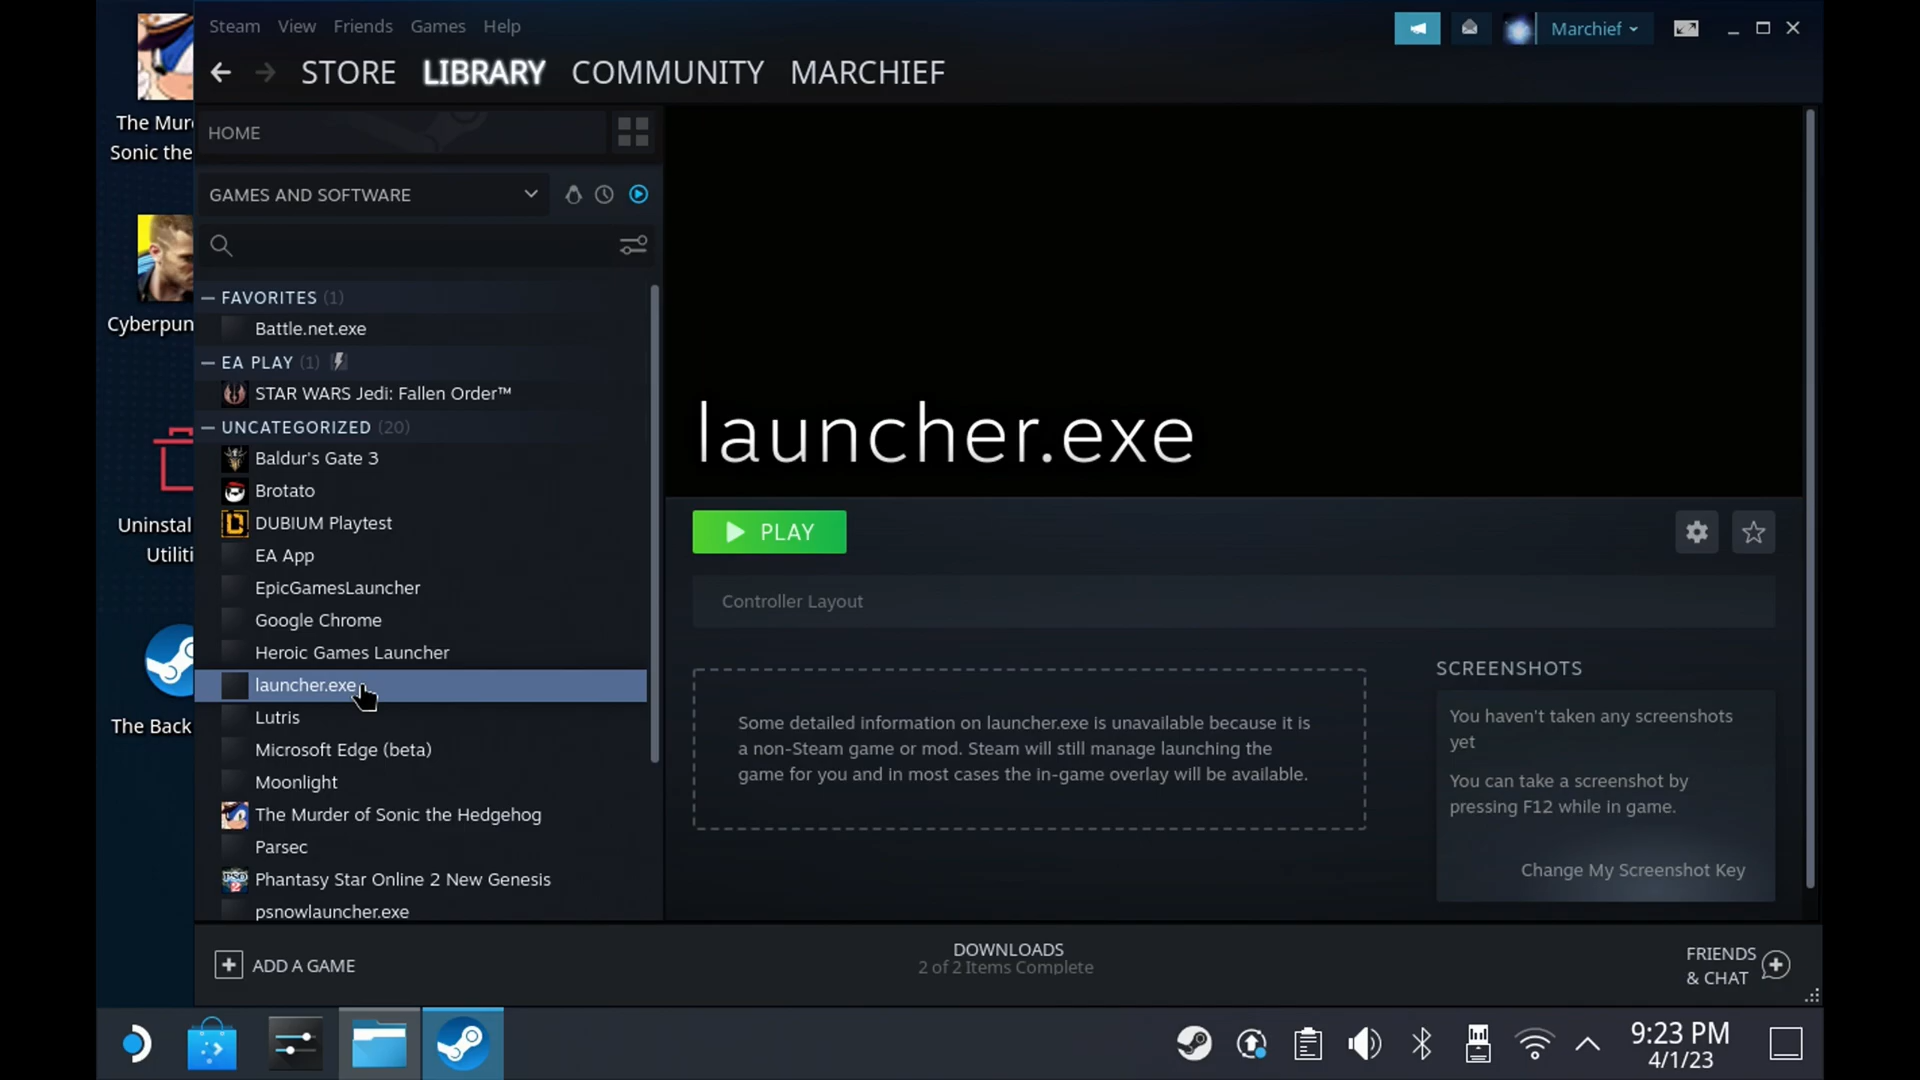 The Mur
Sonic the
Cyberpun
Uninstal
Utiliti
The Back
Steam View Friends Games Help
Marchief
STORE LIBRARY COMMUNITY MARCHIEF
HOME
GAMES AND SOFTWARE
FAVORITES (1)
Battle.net.exe
EA PLAY (1)
STAR WARS Jedi: Fallen Order™
UNCATEGORIZED (20)
Baldur's Gate 3
Brotato
DUBIUM Playtest
EA App
EpicGamesLauncher
Google Chrome
Heroic Games Launcher
launcher.exe
Lutris
Microsoft Edge (beta)
Moonlight
The Murder of Sonic the Hedgehog
Parsec
Phantasy Star Online 2 New Genesis
psnowlauncher.exe
launcher.exe
PLAY
Controller Layout
Some detailed information on launcher.exe is unavailable because it is
a non-Steam game or mod. Steam will still manage launching the
game for you and in most cases the in-game overlay will be available.
SCREENSHOTS
You haven't taken any screenshots
yet
You can take a screenshot by
pressing F12 while in game.
Change My Screenshot Key
ADD A GAME
DOWNLOADS
2 of 2 Items Complete
FRIENDS
& CHAT
9:23 PM
4/1/23